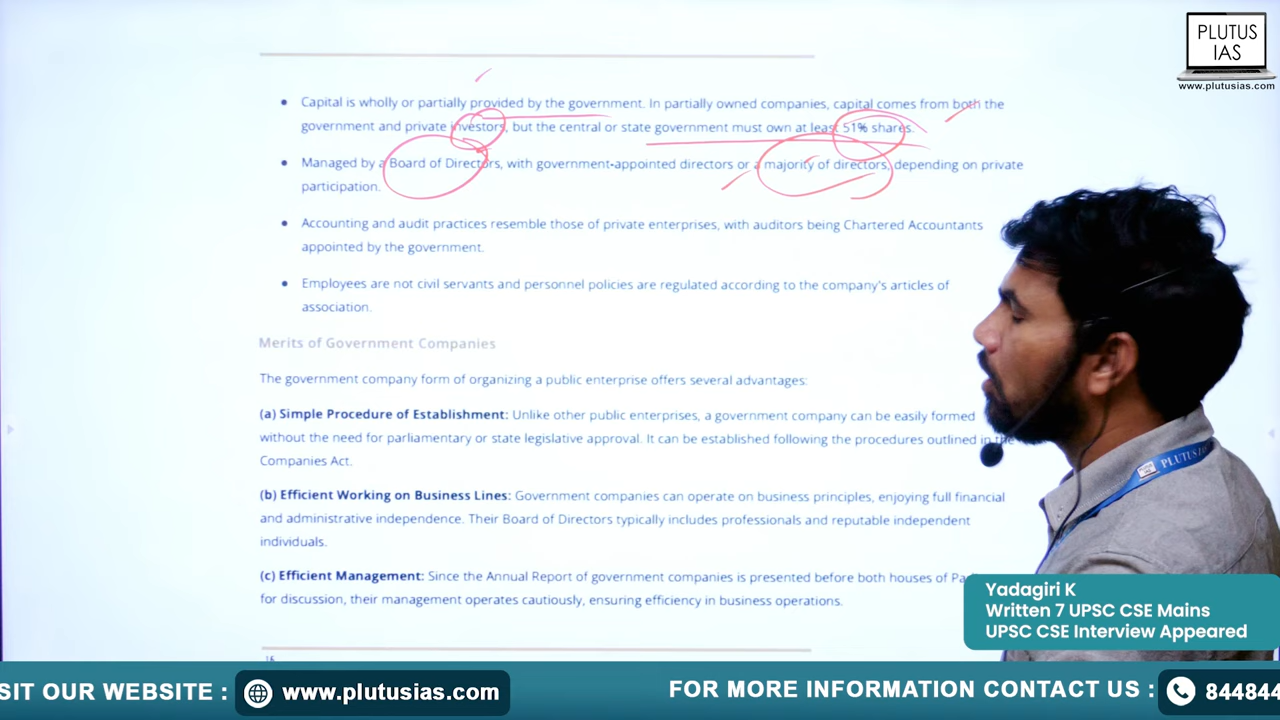 PLUTUS
IAS
www.plutusias.com
Capital is wholly or partially provided by the government. In partially owned companies, capital comes from both the
government and private investors, but the central or state government must own at least 51% shares.
Managed by a Board of Directors, with government-appointed directors or a majority of directors, depending on private
participation.
Accounting and audit practices resemble those of private enterprises, with auditors being Chartered Accountants
appointed by the government.
Employees are not civil servants and personnel policies are regulated according to the company's articles of
association.
Merits of Government Companies
The government company form of organizing a public enterprise offers several advantages:
(a) Simple Procedure of Establishment: Unlike other public enterprises, a government company can be easily formed
without the need for parliamentary or state legislative approval. It can be established following the procedures outlined in the
Companies Act.
(b) Efficient Working on Business Lines: Government companies can operate on business principles, enjoying full financial
and administrative independence. Their Board of Directors typically includes professionals and reputable independent
individuals.
(c) Efficient Management: Since the Annual Report of government companies is presented before both houses of Pa
for discussion, their management operates cautiously, ensuring efficiency in business operations.
PLUTUS
Yadagiri K
Written 7 UPSC CSE Mains
UPSC CSE Interview Appeared
SIT OUR WEBSITE : www.plutusias.com
FOR MORE INFORMATION CONTACT US : 84484